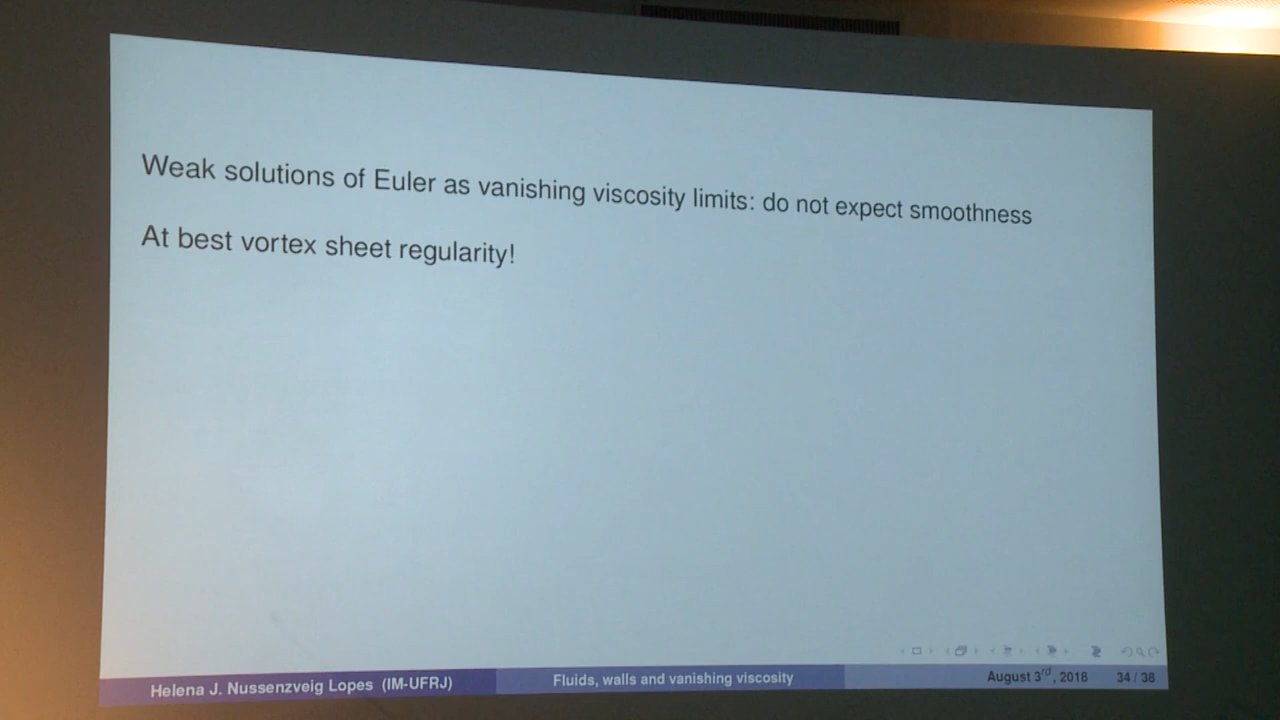 Weak solutions of Euler as vanishing viscosity limits: do not expect smoothness
At best vortex sheet regularity!
Helena J. Nussenzveig Lopes (IM-UFRJ) Fluids, walls and vanishing viscosity August 3rd, 2018 34 / 38